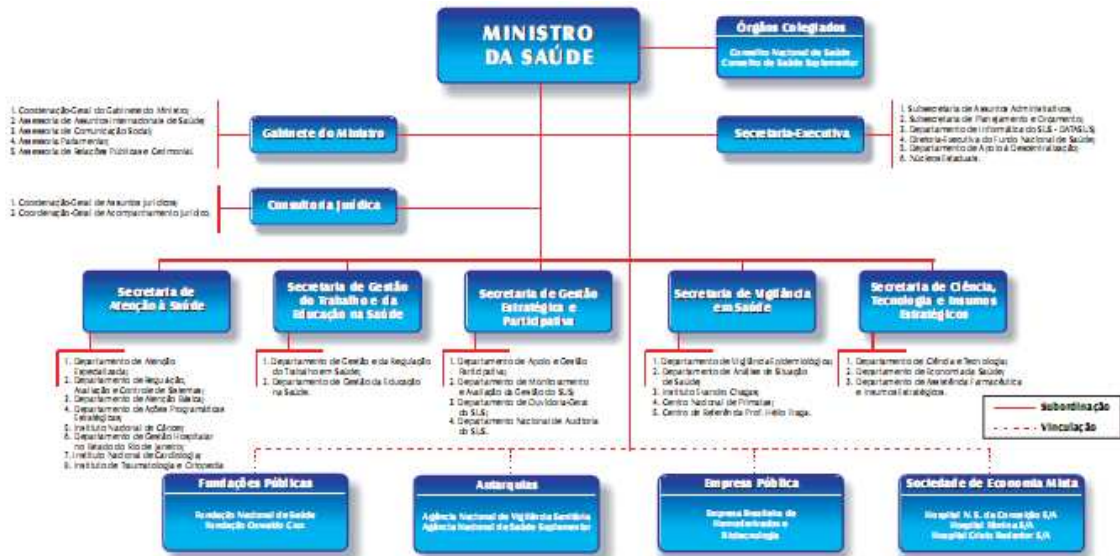 MINISTRO
DA SAÚDE
Órgãos Colegiados
Conselho Nacional de Saúde
Conselho de Saúde Suplementar
1. Coordenação-Geral do Gabinete do Ministro;
2. Assessoria de Assuntos Internacionais de Saúde;
3. Assessoria de Comunicação Social;
4. Assessoria Parlamentar;
5. Assessoria de Relações Públicas e Cerimonial.
Gabinete do Ministro
Secretaria-Executiva
1. Subsecretaria de Assuntos Administrativos;
2. Subsecretaria de Planejamento e Orçamento;
3. Departamento de Informática do SUS - DATASUS;
4. Diretoria-Executiva do Fundo Nacional de Saúde;
5. Departamento de Apoio à Descentralização;
6. Núcleos Estaduais.
1. Coordenação-Geral de Assuntos Jurídicos;
2. Coordenação-Geral de Acompanhamento Jurídico.
Consultoria Jurídica
Secretaria de
Atenção à Saúde
1. Departamento de Atenção
Especializada;
2. Departamento de Regulação,
Avaliação e Controle de Sistemas;
3. Departamento de Atenção Básica;
4. Departamento de Ações Programáticas
Estratégicas;
5. Instituto Nacional de Câncer;
6. Departamento de Gestão Hospitalar
no Estado do Rio de Janeiro;
7. Instituto Nacional de Cardiologia;
8. Instituto de Traumatologia e Ortopedia
Secretaria de Gestão
do Trabalho e da
Educação na Saúde
1. Departamento de Gestão e da Regulação
do Trabalho em Saúde;
2. Departamento de Gestão da Educação
na Saúde.
Secretaria de Gestão
Estratégica e
Participativa
1. Departamento de Apoio e Gestão
Participativa;
2. Departamento de Monitoramento
e Avaliação da Gestão do SUS;
3. Departamento de Ouvidoria-Geral
do SUS;
4. Departamento Nacional de Auditoria
do SUS.
Secretaria de Vigilância
em Saúde
1. Departamento de Vigilância Epidemiológica;
2. Departamento de Análise de Situação
de Saúde;
3. Instituto Evandro Chagas;
4. Centro Nacional de Primatas;
5. Centro de Referência Prof. Hélio Fraga.
Secretaria de Ciência,
Tecnologia e Insumos
Estratégicos
1. Departamento de Ciência e Tecnologia;
2. Departamento de Economia da Saúde;
3. Departamento de Assistência Farmacêutica
e Insumos Estratégicos.
Subordinação
Vinculação
Fundações Públicas
Fundação Nacional de Saúde
Fundação Oswaldo Cruz
Autarquias
Agência Nacional de Vigilância Sanitária
Agência Nacional de Saúde Suplementar
Empresa Pública
Empresa Brasileira de
Hemoderivados e
Biotecnologia
Sociedade de Economia Mista
Hospital N.S. da Conceição S/A
Hospital Fêmina S/A
Hospital Cristo Redentor S/A